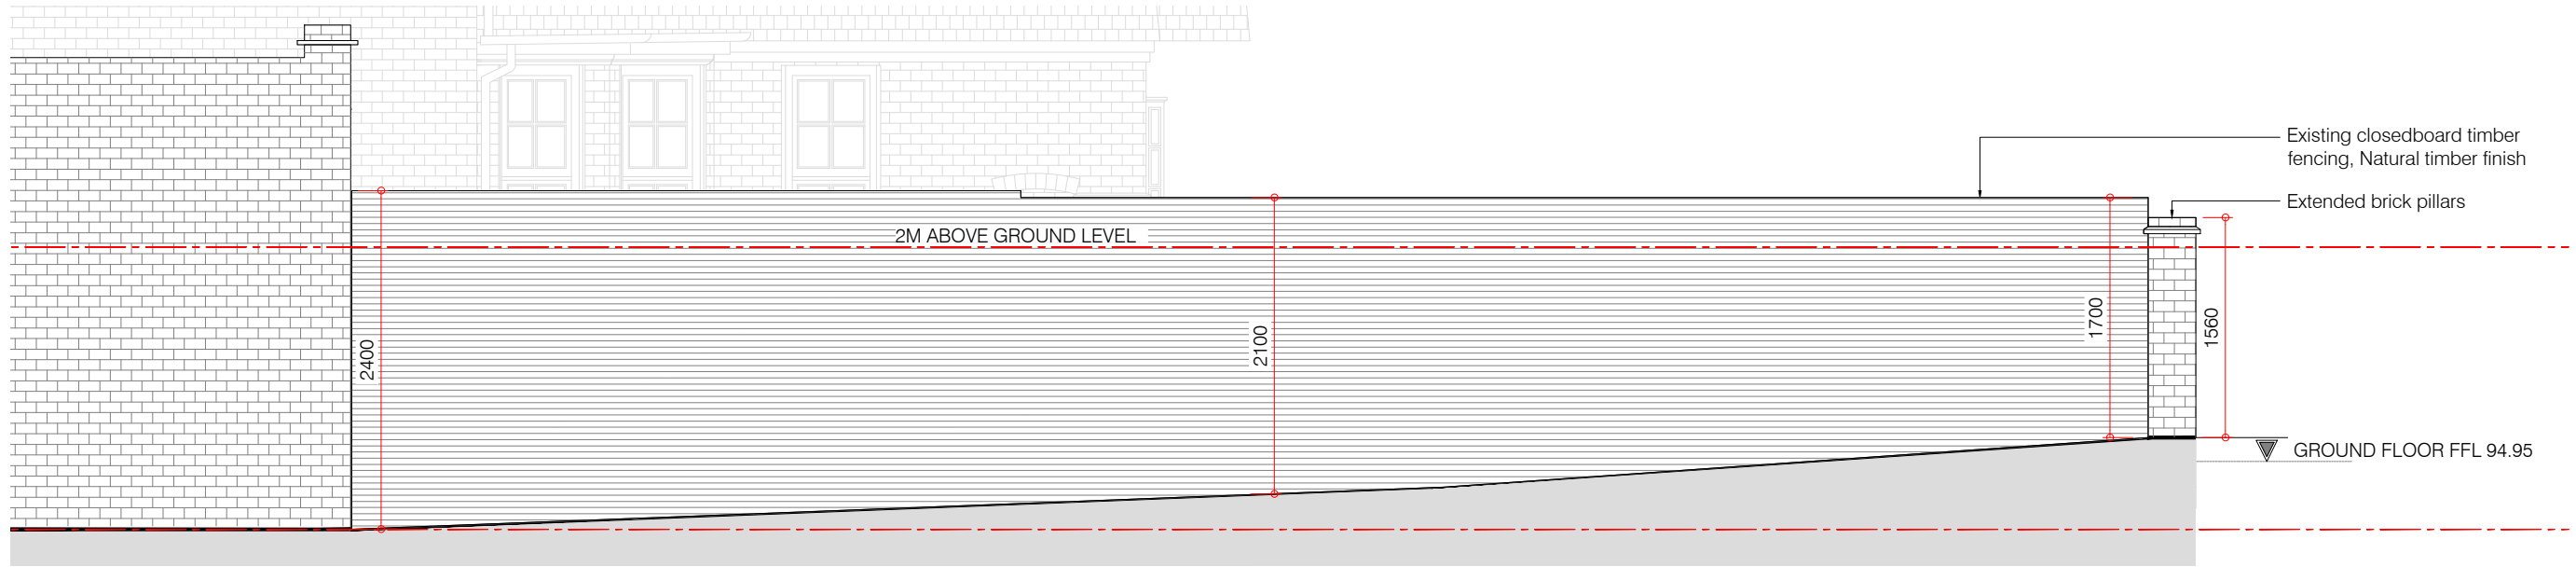 Existing closedboard timber
fencing, Natural timber finish
Extended brick pillars
2M ABOVE GROUND LEVEL
2400
2100
1700
1560
GROUND FLOOR FFL 94.95